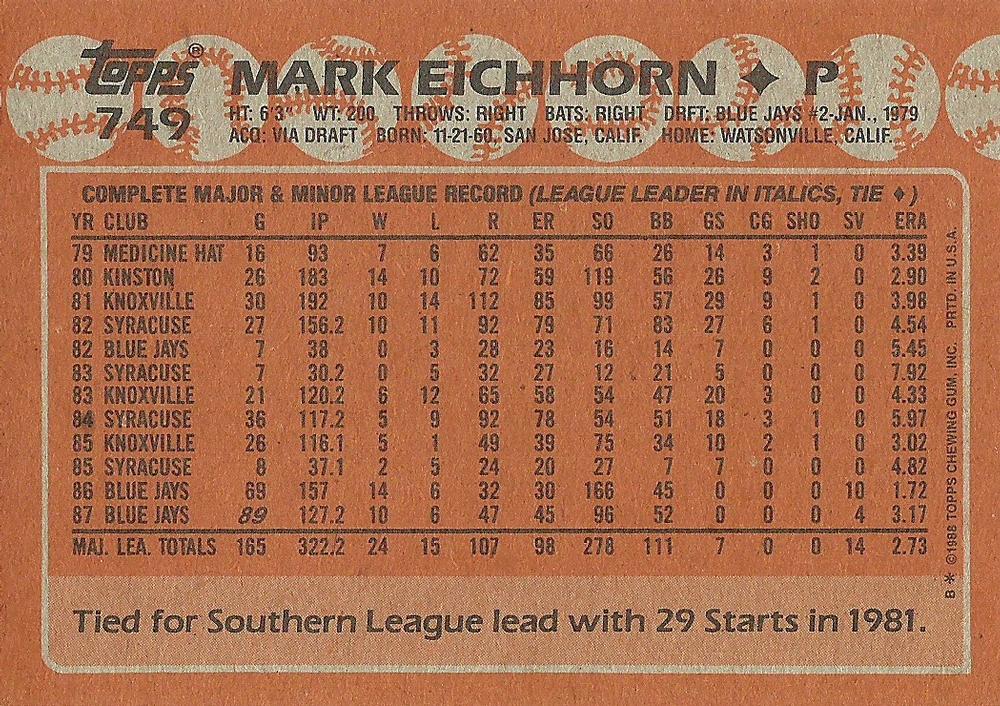 TOPPS® MARK EICHHORN ♦ P
749 HT: 6'3" WT: 200 THROWS: RIGHT BATS: RIGHT DRFT: BLUE JAYS #2-JAN., 1979
ACQ: VIA DRAFT BORN: 11-21-60, SAN JOSE, CALIF. HOME: WATSONVILLE, CALIF.
COMPLETE MAJOR & MINOR LEAGUE RECORD (LEAGUE LEADER IN ITALICS, TIE ♦)
YR CLUB G IP W L R ER SO BB GS CG SHO SV ERA
79 MEDICINE HAT 16 93 7 6 62 35 66 26 14 3 1 0 3.39
80 KINSTON 26 183 14 10 72 59 119 56 26 9 2 0 2.90
81 KNOXVILLE 30 192 10 14 112 85 99 57 29 9 1 0 3.98
82 SYRACUSE 27 156.2 10 11 92 79 71 83 27 6 1 0 4.54
82 BLUE JAYS 7 38 0 3 28 23 16 14 7 0 0 0 5.45
83 SYRACUSE 7 30.2 0 5 32 27 12 21 5 0 0 0 7.92
83 KNOXVILLE 21 120.2 6 12 65 58 54 47 20 3 0 0 4.33
84 SYRACUSE 36 117.2 5 9 92 78 54 51 18 3 1 0 5.97
85 KNOXVILLE 26 116.1 5 1 49 39 75 34 10 2 1 0 3.02
85 SYRACUSE 8 37.1 2 5 24 20 27 7 7 0 0 0 4.82
86 BLUE JAYS 69 157 14 6 32 30 166 45 0 0 0 10 1.72
87 BLUE JAYS 89 127.2 10 6 47 45 96 52 0 0 0 4 3.17
MAJ. LEA. TOTALS 165 322.2 24 15 107 98 278 111 7 0 0 14 2.73
Tied for Southern League lead with 29 Starts in 1981.
B* ©1988 TOPPS CHEWING GUM, INC. PRTD. IN U.S.A.